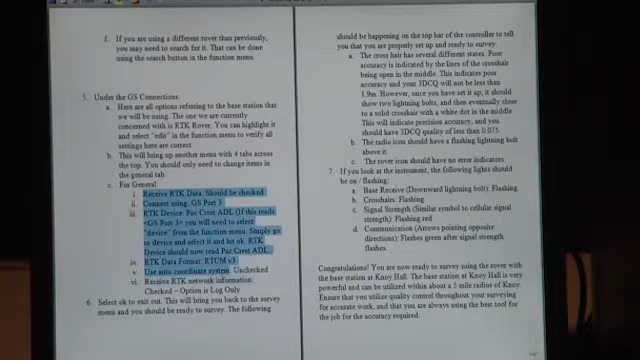 f. If you are using a different rover than previously,
you may need to search for it. That can be done
using the search button in the function menu.
5. Under the GS Connections:
a. Here are all options referring to the base station that
we will be using. The one we are currently
concerned with is RTK Rover. You can highlight it
and select "edit" in the function menu to verify all
settings here are correct.
b. This will bring up another menu with 4 tabs across
the top. You should only need to change items in
the general tab.
c. For General:
i. Receive RTK Data: Should be checked
ii. Connect using: GS Port 3
iii. RTK Device: Pac Crest ADL (If this reads
<GS Port 3> you will need to select
"device" from the function menu. Simply go
to device and select it and hit ok. RTK
Device should now read Pac Crest ADL.
iv. RTK Data Format: RTCM v3
v. Use auto coordinate system: Unchecked
vi. Receive RTK network information:
Checked – Option is Log Only
6. Select ok to exit out. This will bring you back to the survey
menu and you should be ready to survey. The following
should be happening on the top bar of the controller to tell
you that you are properly set up and ready to survey.
a. The cross hair has several different states. Poor
accuracy is indicated by the lines of the crosshair
being open in the middle. This indicates poor
accuracy and your 3DCQ will not be less than
1.9m. However, once you have set it up, it should
show two lightning bolts, and then eventually close
to a solid crosshair with a white dot in the middle
This will indicate precision accuracy, and you
should have 3DCQ quality of less than 0.075.
b. The radio icon should have a flashing lightning bolt
above it.
c. The rover icon should have no error indicators.
7. If you look at the instrument, the following lights should
be on / flashing:
a. Base Receive (Downward lightning bolt): Flashing
b. Crosshairs: Flashing
c. Signal Strength (Similar symbol to cellular signal
strength): Flashing red
d. Communication (Arrows pointing opposite
directions): Flashes green after signal strength
flashes.
Congratulations! You are now ready to survey using the rover with
the base station at Knoy Hall. The base station at Knoy Hall is very
powerful and can be utilized within about a 5 mile radius of Knoy.
Ensure that you utilize quality control throughout your surveying
for accurate work, and that you are always using the best tool for
the job for the accuracy required.